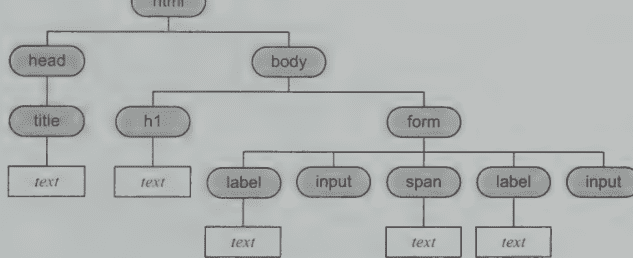 html
head body
title h1 form
text text label input span label input
text text text